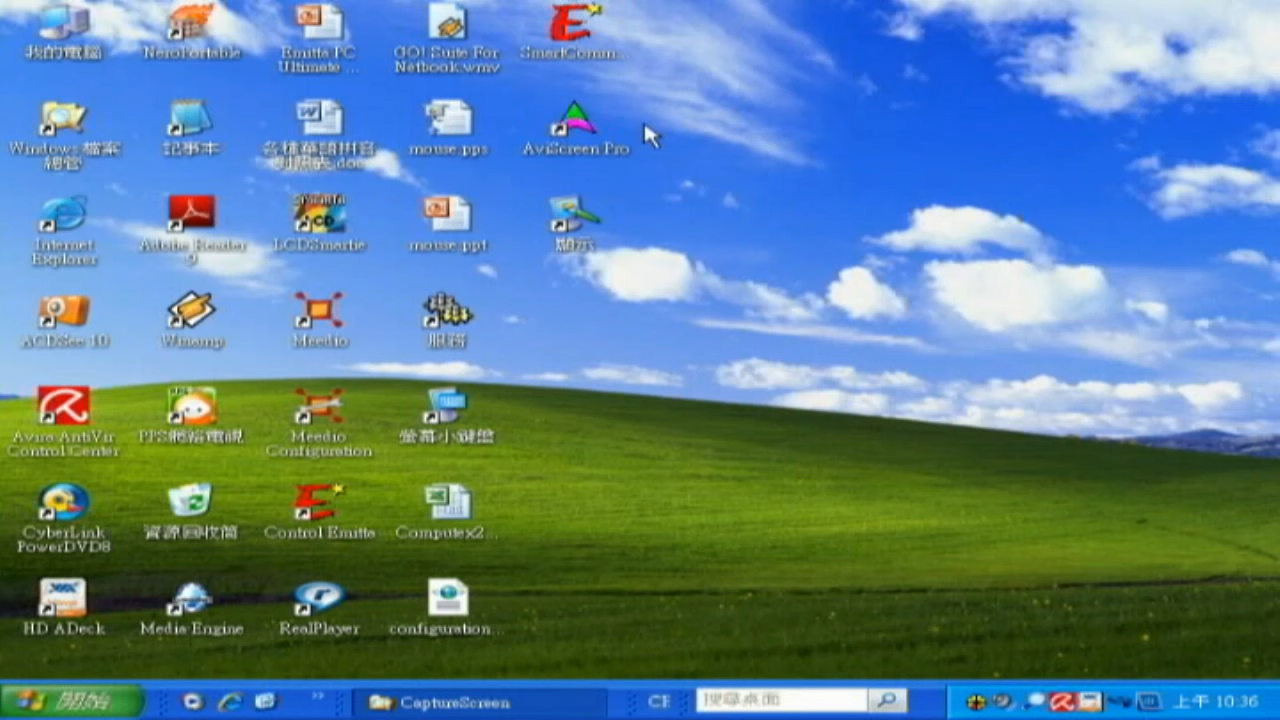 我的電腦
NeroPortable
Emitta PC
Ultimate ...
GO! Suite For
Netbook.wmv
SmartComm...
Windows 檔案
總管
記事本
各種華語拼音
對照表.doc
mouse.pps
AviScreen Pro
Internet
Explorer
Adobe Reader
9
LCDSmartie
mouse.ppt
顯示
ACDSee 10
Winamp
Meedio
服務
Avira AntiVir
Control Center
PPS網路電視
Meedio
Configuration
螢幕小鍵盤
CyberLink
PowerDVD8
資源回收筒
Control Emitta
Computex2...
HD ADeck
Media Engine
RealPlayer
configuration...
開始
CaptureScreen
CH
搜尋桌面
上午 10:36